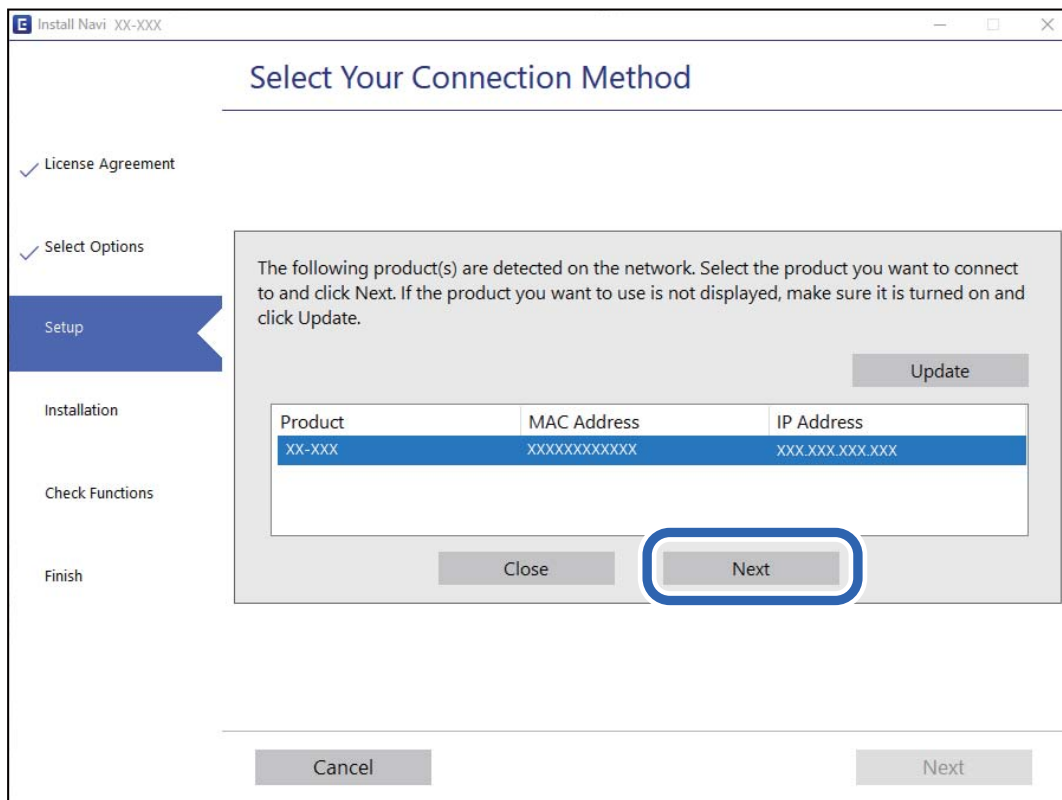 E Install Navi XX-XXX
Select Your Connection Method
License Agreement
Select Options
Setup
Installation
Check Functions
Finish
The following product(s) are detected on the network. Select the product you want to connect
to and click Next. If the product you want to use is not displayed, make sure it is turned on and
click Update.
Update
Product MAC Address IP Address
XX-XXX XXXXXXXXXXXX XXX.XXX.XXX.XXX
Close Next
Cancel Next